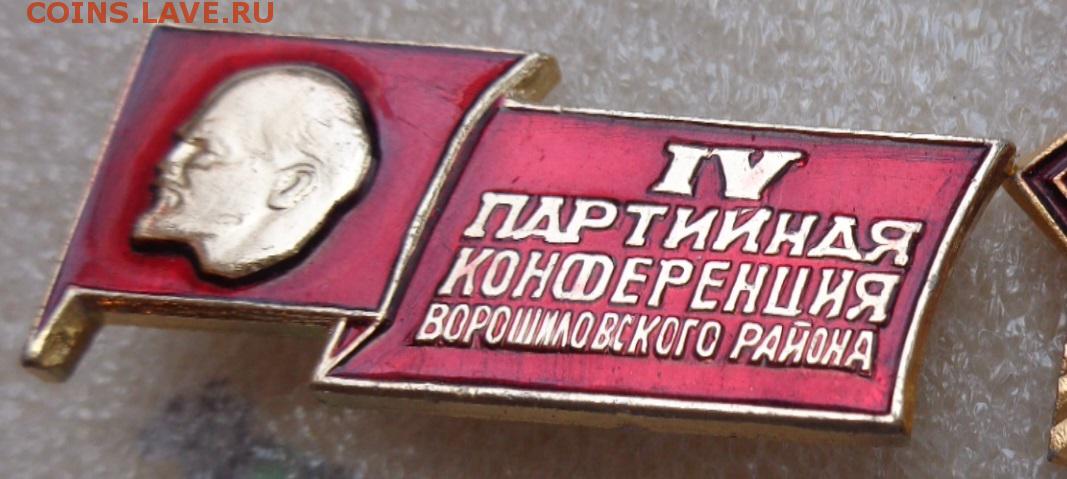 COINS.LAVE.RU
IV
ПАРТИЙНАЯ
КОНФЕРЕНЦИЯ
ВОРОШИЛОВСКОГО РАЙОНА